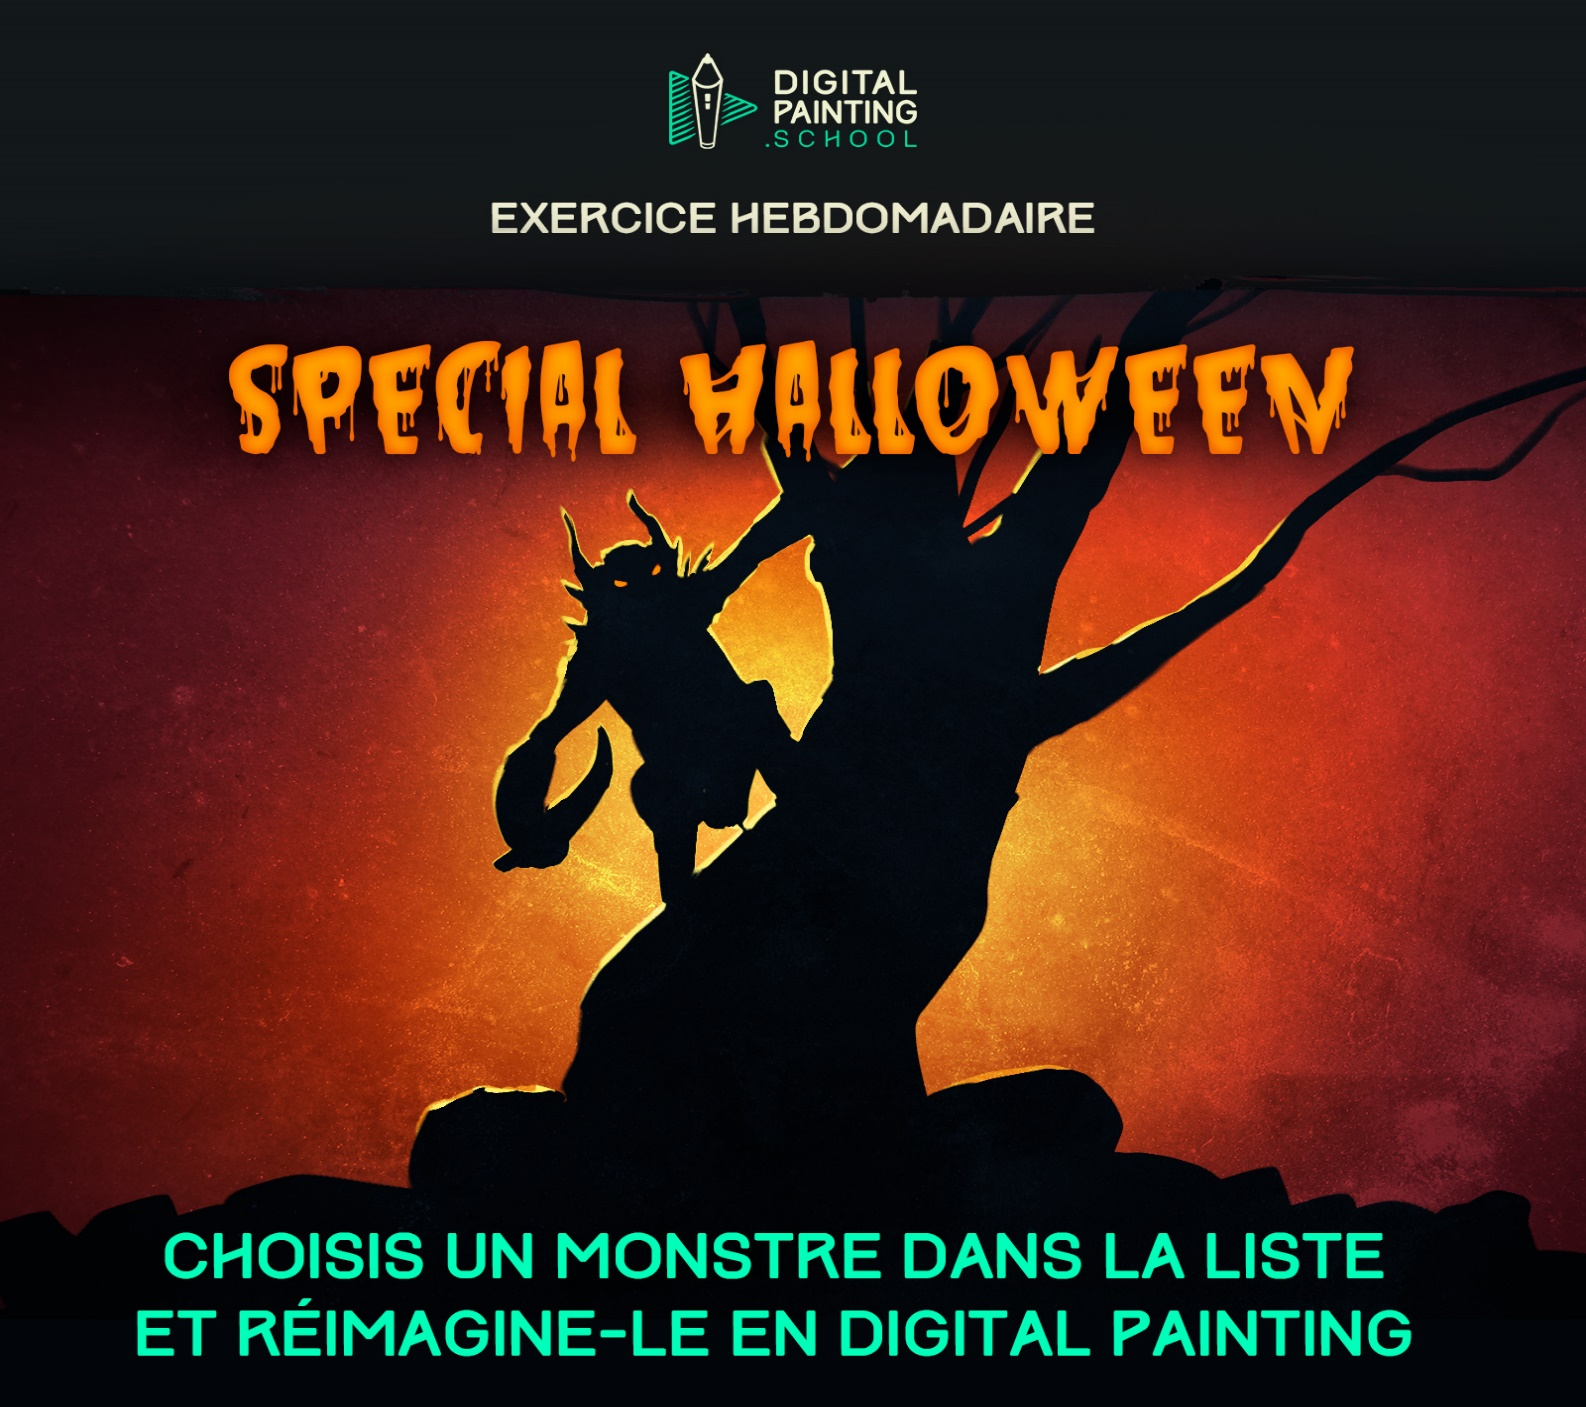 DIGITAL
PAINTING
.SCHOOL
EXERCICE HEBDOMADAIRE
SPECIAL HALLOWEEN
CHOISIS UN MONSTRE DANS LA LISTE
ET RÉIMAGINE-LE EN DIGITAL PAINTING